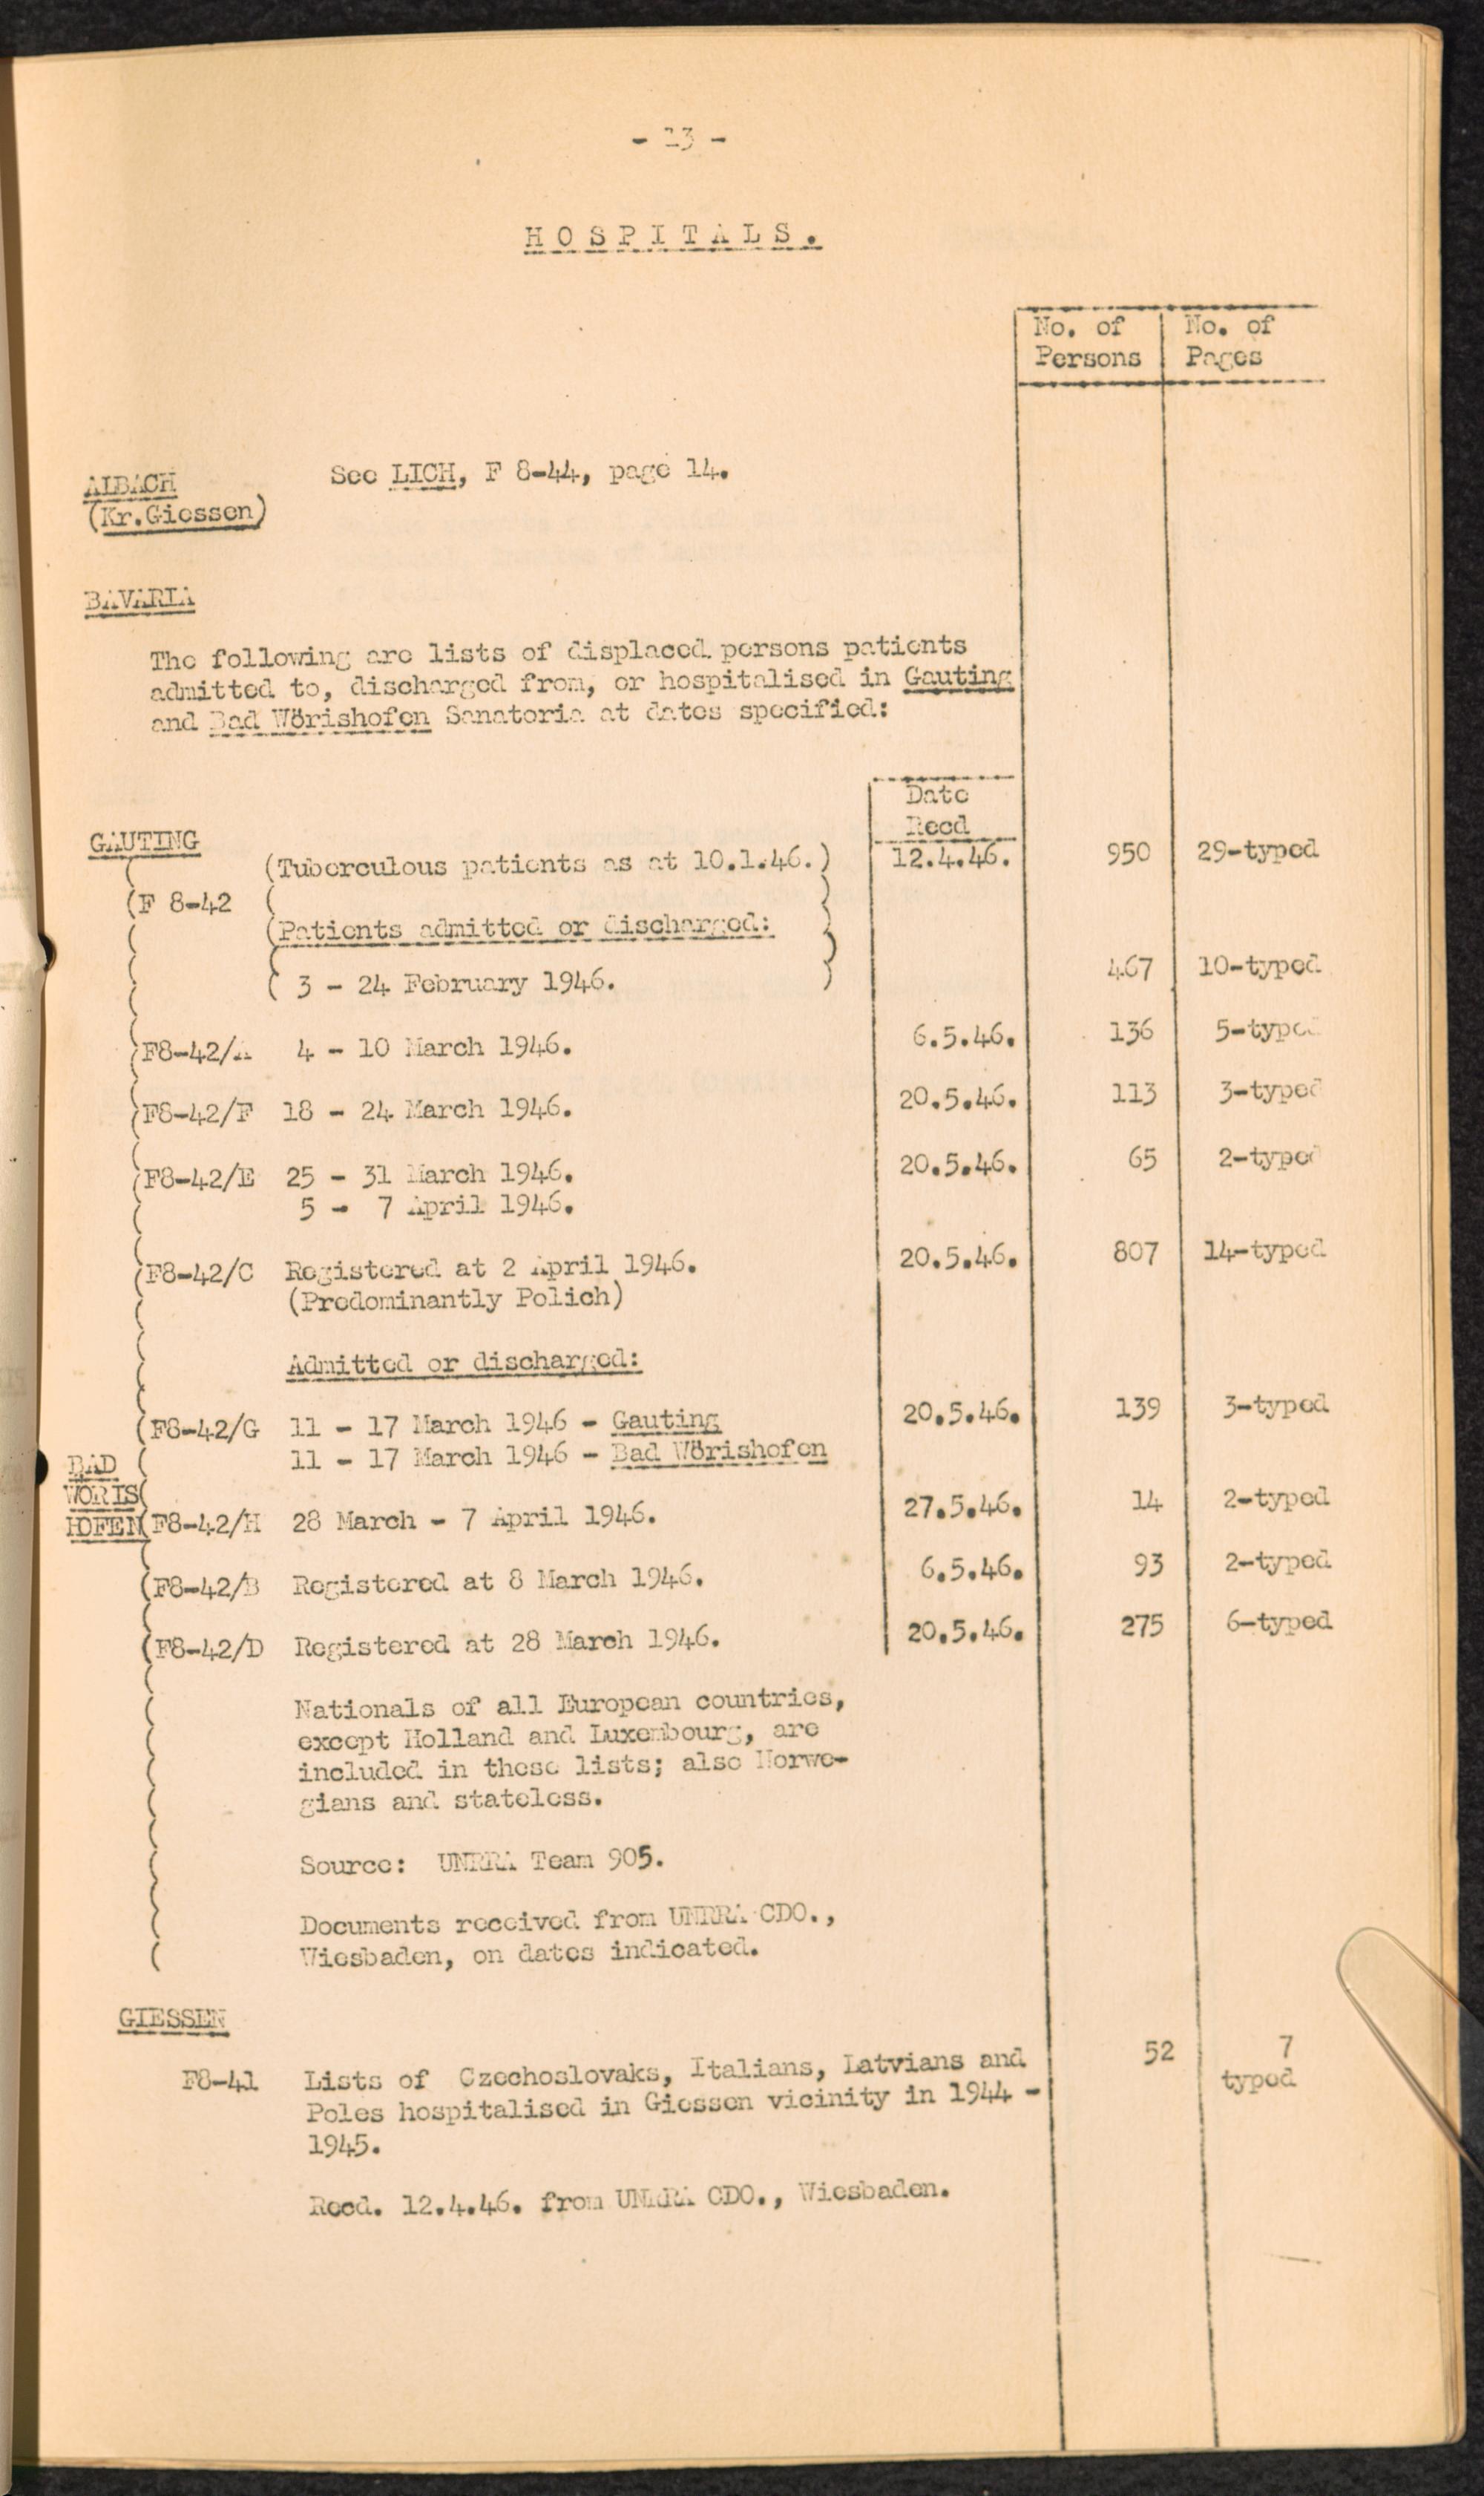 - 13 -
HOSPITALS.
No. of Persons | No. of Pages
ALBACH See LICH, F 8-44, page 14.
(Kr.Giessen)
BAVARIA
The following are lists of displaced persons patients
admitted to, discharged from, or hospitalised in Gauting
and Bad Wörishofen Sanatoria at dates specified:
Date
Recd
GAUTING
(Tuberculous patients as at 10.1.46.) 12.4.46. 950 29-typed
(F 8-42 (
(Patients admitted or discharged:
( 3 - 24 February 1946. ) 467 10-typed
(F8-42/A 4 - 10 March 1946. 6.5.46. 136 5-typed
(F8-42/F 18 - 24 March 1946. 20.5.46. 113 3-typed
(F8-42/E 25 - 31 March 1946. 20.5.46. 65 2-typed
5 - 7 April 1946.
(F8-42/C Registered at 2 April 1946. 20.5.46. 807 14-typed
(Predominantly Polich)
Admitted or discharged:
(F8-42/G 11 - 17 March 1946 - Gauting 20.5.46. 139 3-typed
11 - 17 March 1946 - Bad Wörishofen
BAD
WORIS(
HOFEN(F8-42/H 28 March - 7 April 1946. 27.5.46. 14 2-typed
(F8-42/B Registered at 8 March 1946. 6.5.46. 93 2-typed
(F8-42/D Registered at 28 March 1946. 20.5.46. 275 6-typed
Nationals of all European countries,
except Holland and Luxembourg, are
included in these lists; also Norwe-
gians and stateless.
Source: UNRRA Team 905.
Documents received from UNRRA CDO.,
Wiesbaden, on dates indicated.
GIESSEN
F8-41 Lists of Czechoslovaks, Italians, Latvians and 52 7
Poles hospitalised in Giessen vicinity in 1944 - typed
1945.
Recd. 12.4.46. from UNRRA CDO., Wiesbaden.